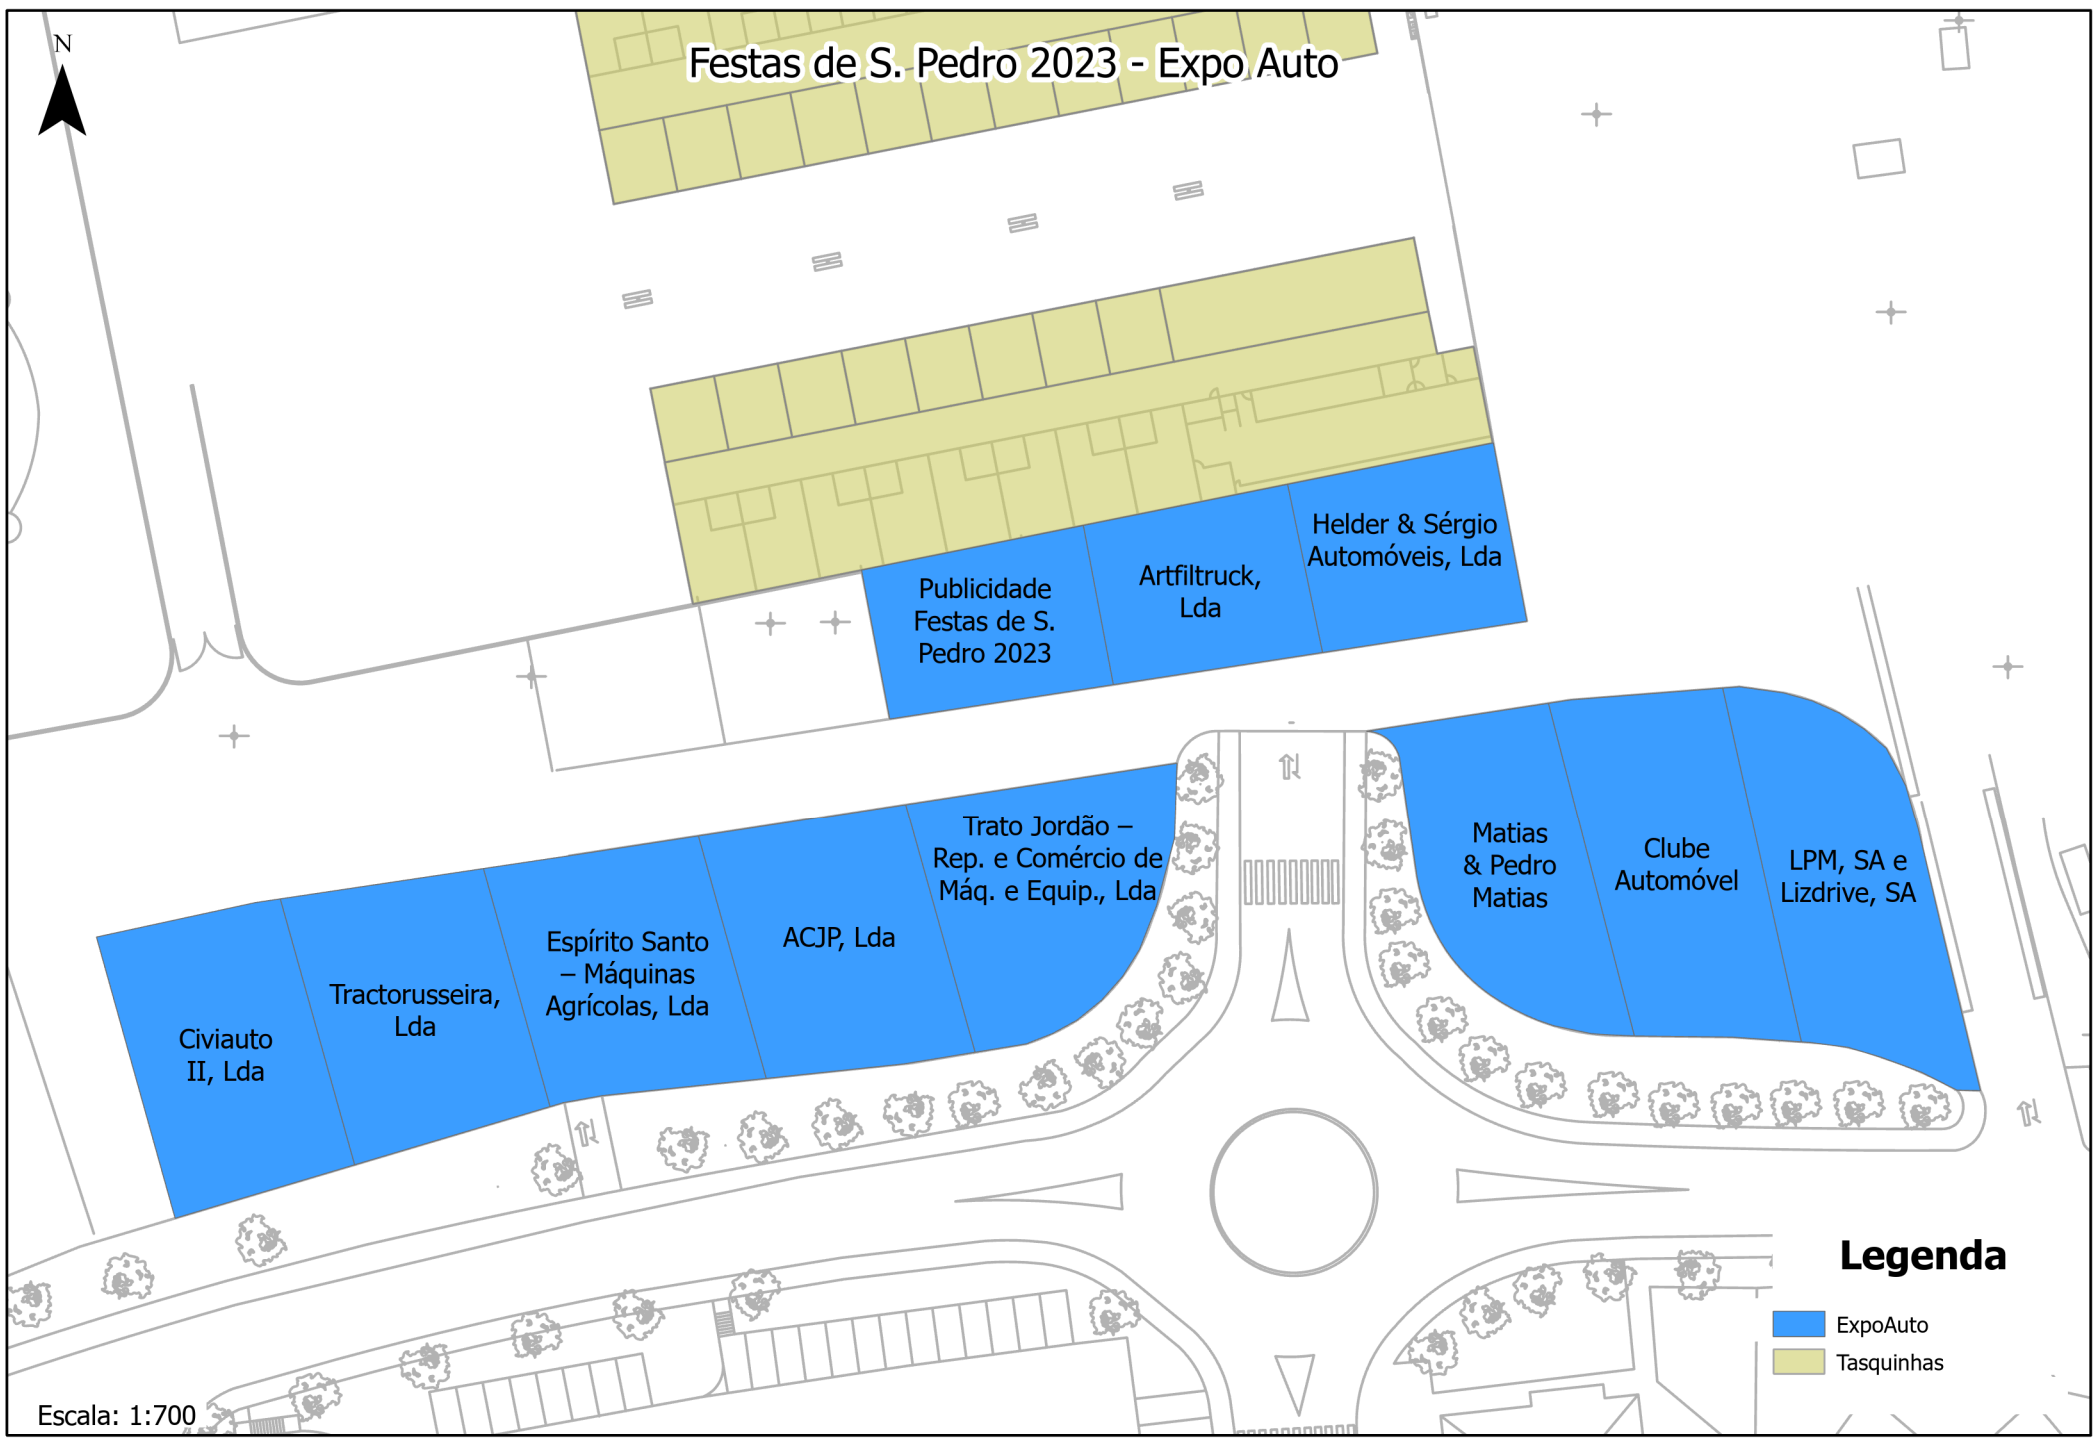 N
Festas de S. Pedro 2023 - Expo Auto
Helder & Sérgio
Automóveis, Lda
Artfiltruck,
Lda
Publicidade
Festas de S.
Pedro 2023
Trato Jordão –
Rep. e Comércio de
Máq. e Equip., Lda
Matias
& Pedro
Matias
Clube
Automóvel
LPM, SA e
Lizdrive, SA
ACJP, Lda
Espírito Santo
– Máquinas
Agrícolas, Lda
Tractorusseira,
Lda
Civiauto
II, Lda
Legenda
ExpoAuto
Tasquinhas
Escala: 1:700